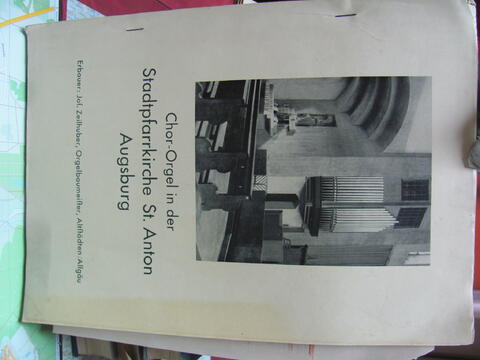 Chor-Orgel in der
Stadtpfarrkirche St. Anton
Augsburg
Erbauer: Jos. Zeilhuber, Orgelbaumeister, Altstädten Allgäu